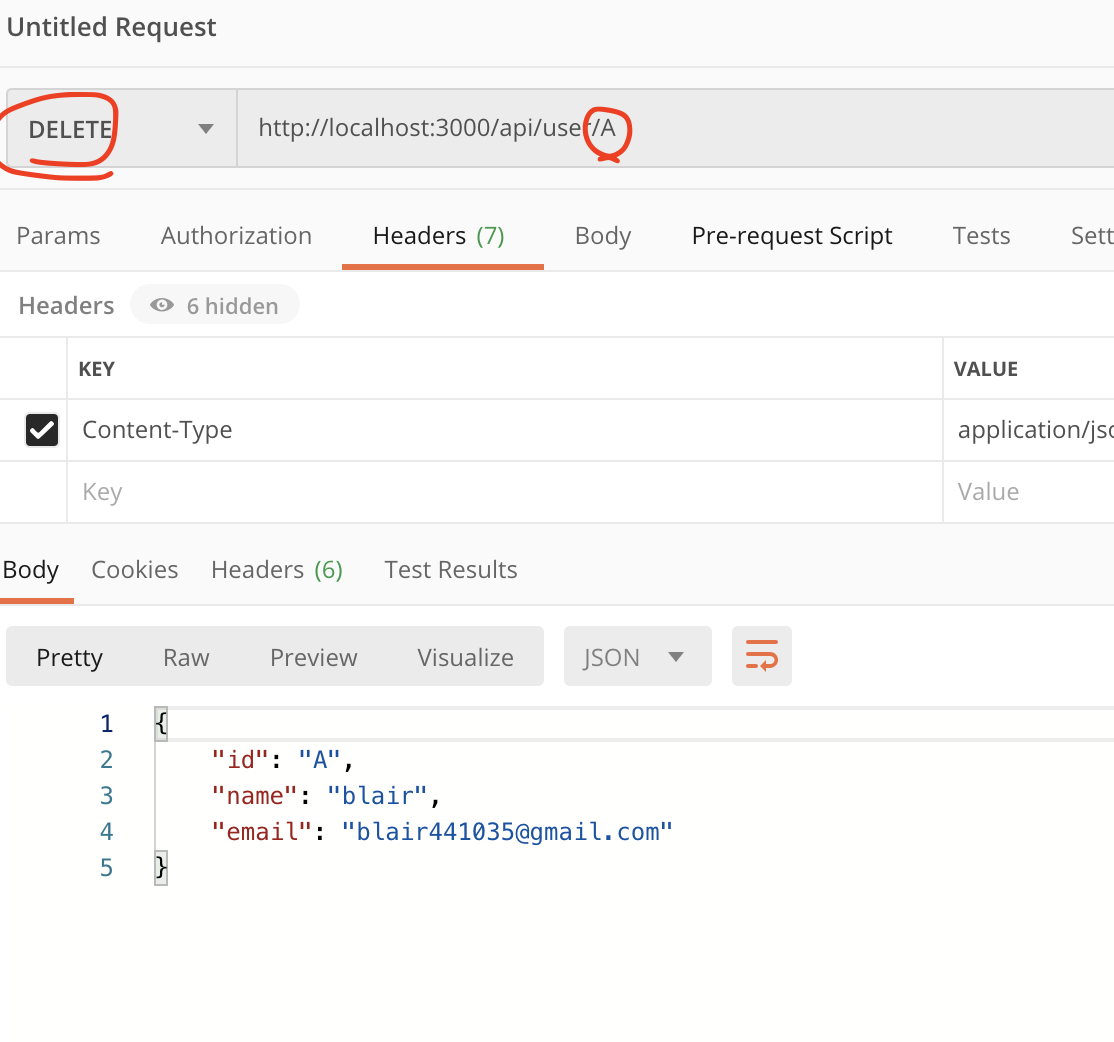 Untitled Request
DELETE http://localhost:3000/api/user/A
Params Authorization Headers (7) Body Pre-request Script Tests Sett
Headers 6 hidden
KEY VALUE
Content-Type application/jso
Key Value
Body Cookies Headers (6) Test Results
Pretty Raw Preview Visualize JSON
1 {
2 "id": "A",
3 "name": "blair",
4 "email": "blair441035@gmail.com"
5 }